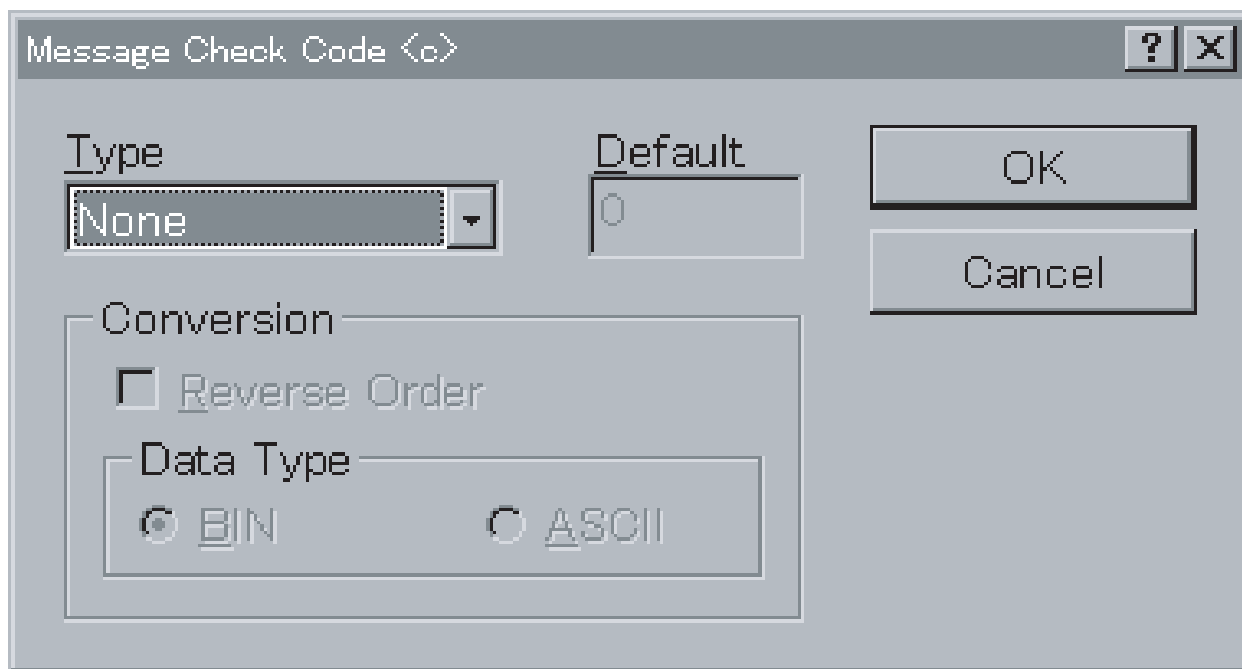 Message Check Code <c>
Type
Default
None
0
OK
Cancel
Conversion
Reverse Order
Data Type
BIN
ASCII